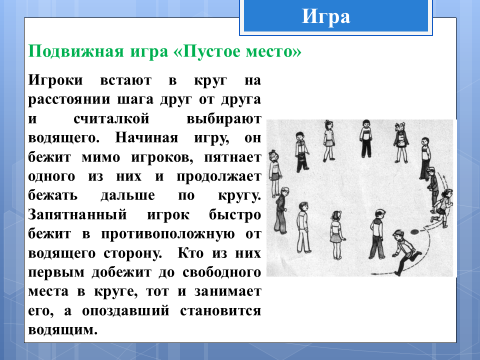 Игра
Подвижная игра «Пустое место»
Игроки встают в круг на
расстоянии шага друг от друга
и считалкой выбирают
водящего. Начиная игру, он
бежит мимо игроков, пятнает
одного из них и продолжает
бежать дальше по кругу.
Запятнанный игрок быстро
бежит в противоположную от
водящего сторону. Кто из них
первым добежит до свободного
места в круге, тот и занимает
его, а опоздавший становится
водящим.